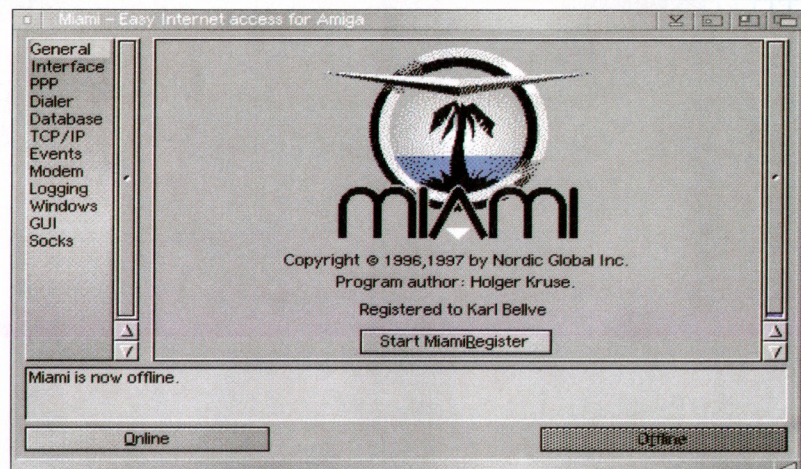 Miami - Easy Internet access for Amiga
General
Interface
PPP
Dialer
Database
TCP/IP
Events
Modem
Logging
Windows
GUI
Socks
MIAMI
Copyright © 1996,1997 by Nordic Global Inc.
Program author: Holger Kruse.
Registered to Karl Bellve
Start MiamiRegister
Miami is now offline.
Online
Offline